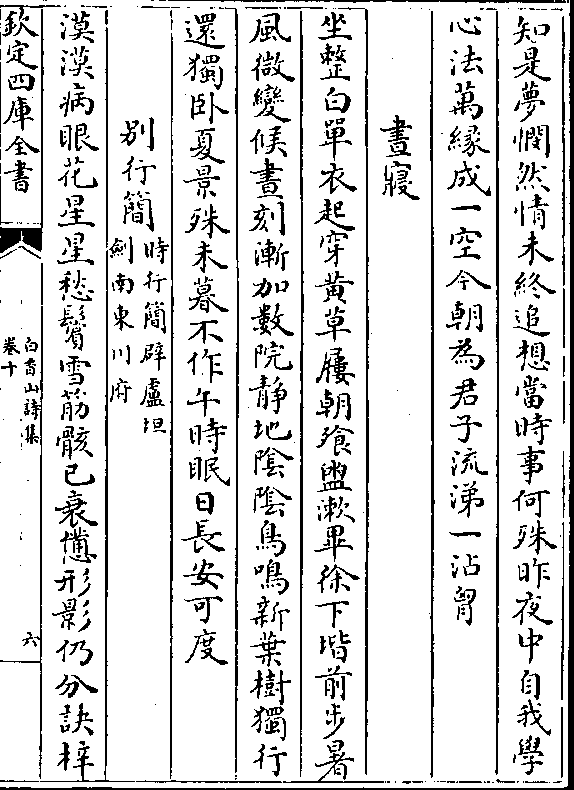 知是夢憫然情未終追想當時事何殊昨夜中自我學
心法萬縁成一空今朝為君子流涕一沾胷
晝寢
坐整白單衣起穿黄草屨朝飱盥漱畢徐下堦前步暑
風微變候晝刻漸加數院静地隂隂鳥鳴新葉樹獨行
還獨卧夏景殊未暮不作午時眠日長安可度
别行簡
時行簡辟盧坦
劍南東川府
漠漠病眼花星星愁鬢雪筋骸已衰憊形影仍分訣梓
欽定四庫全書
白香山詩集
卷十
六